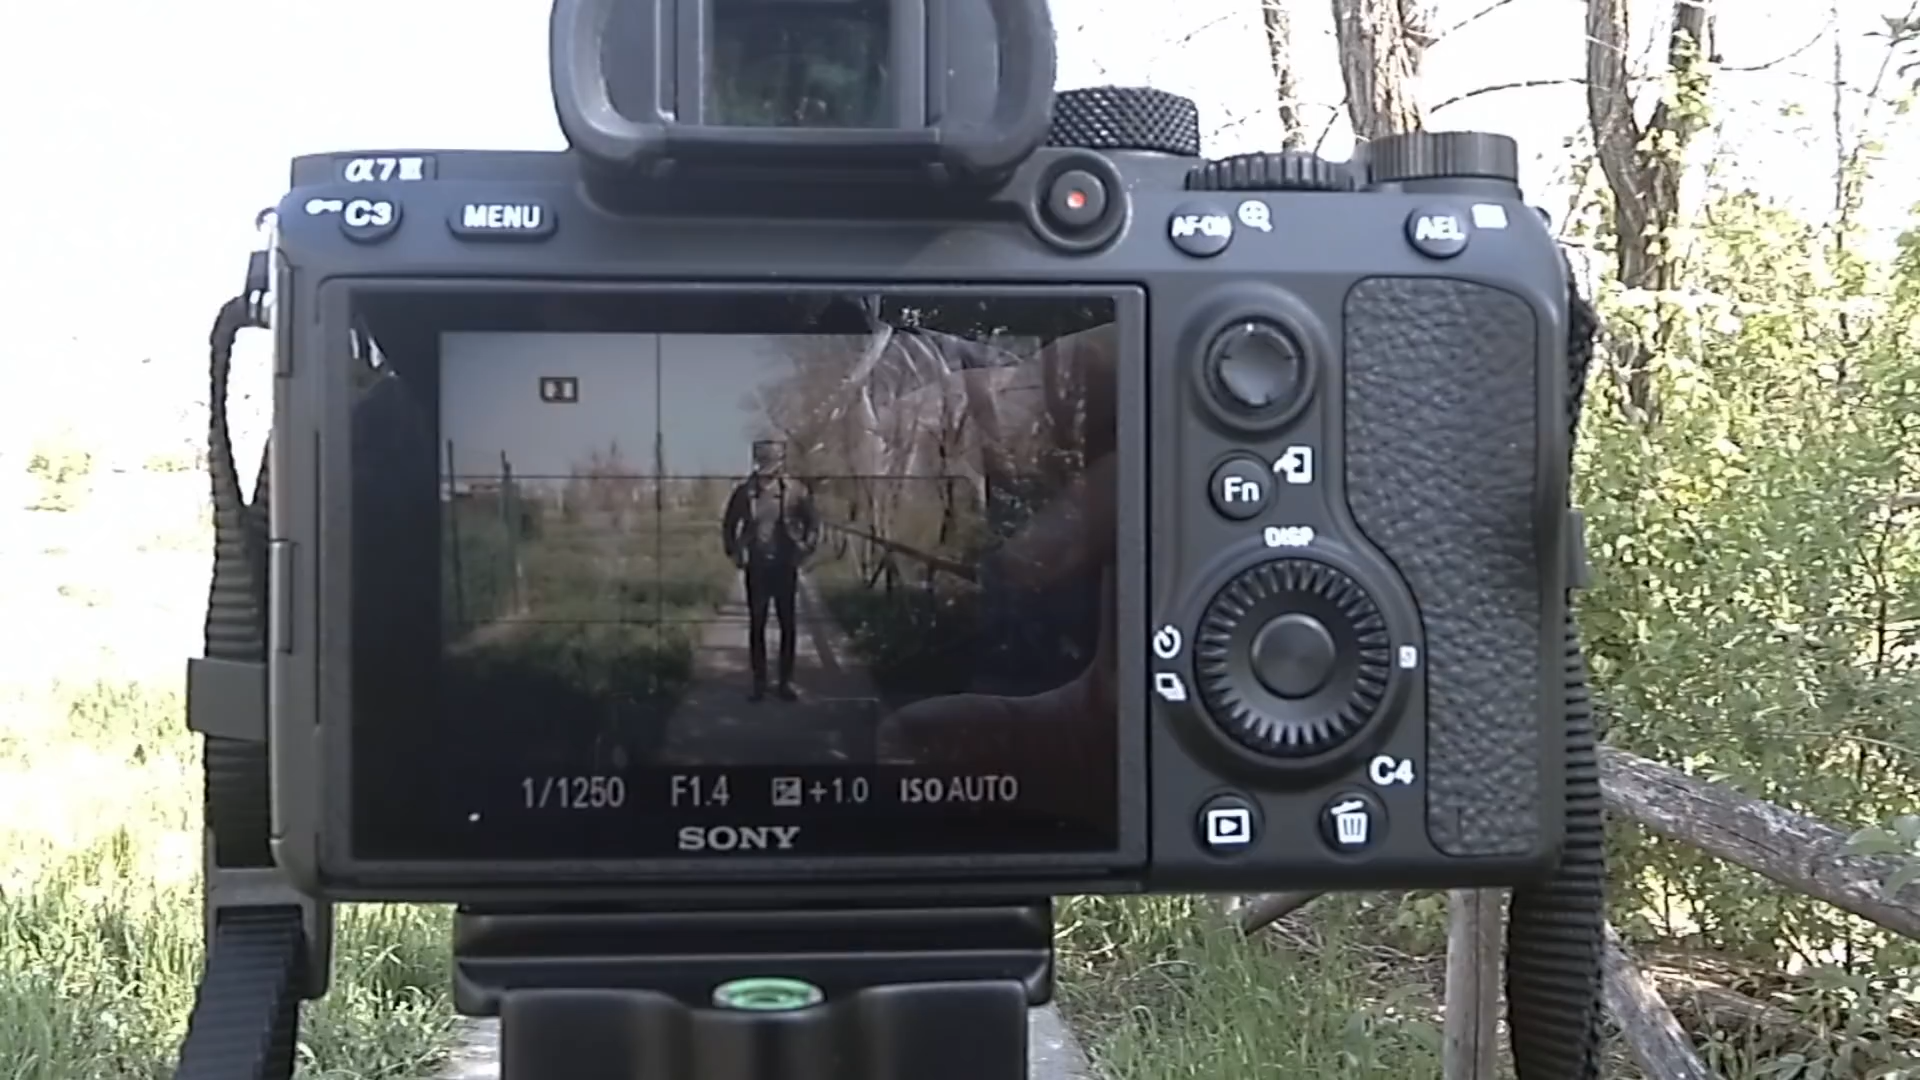 α7III
C3
MENU
AF-ON
AEL
Fn
DISP
1/1250 F1.4 +1.0 ISO AUTO
C4
SONY